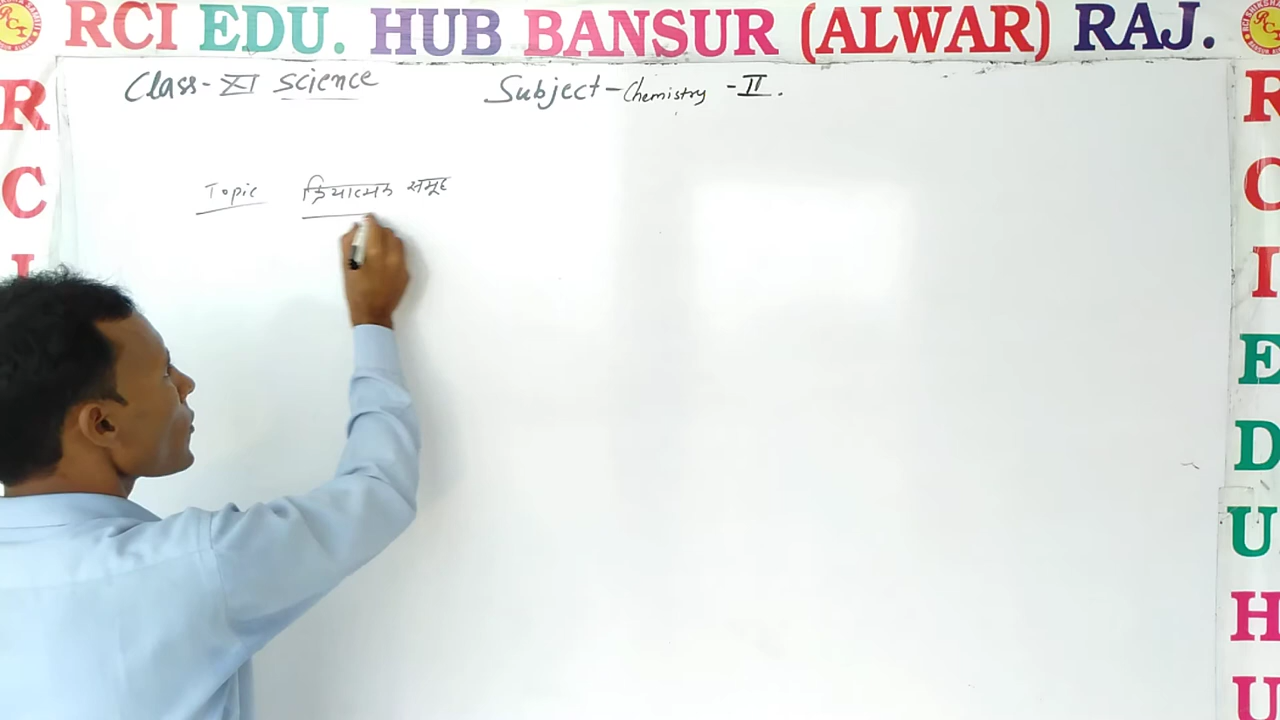 RCI EDU. HUB BANSUR (ALWAR) RAJ.
Class - XI Science
Subject - Chemistry - II.
Topic क्रियात्मक समूह
R
C
I
R
C
I
E
D
U
H
U